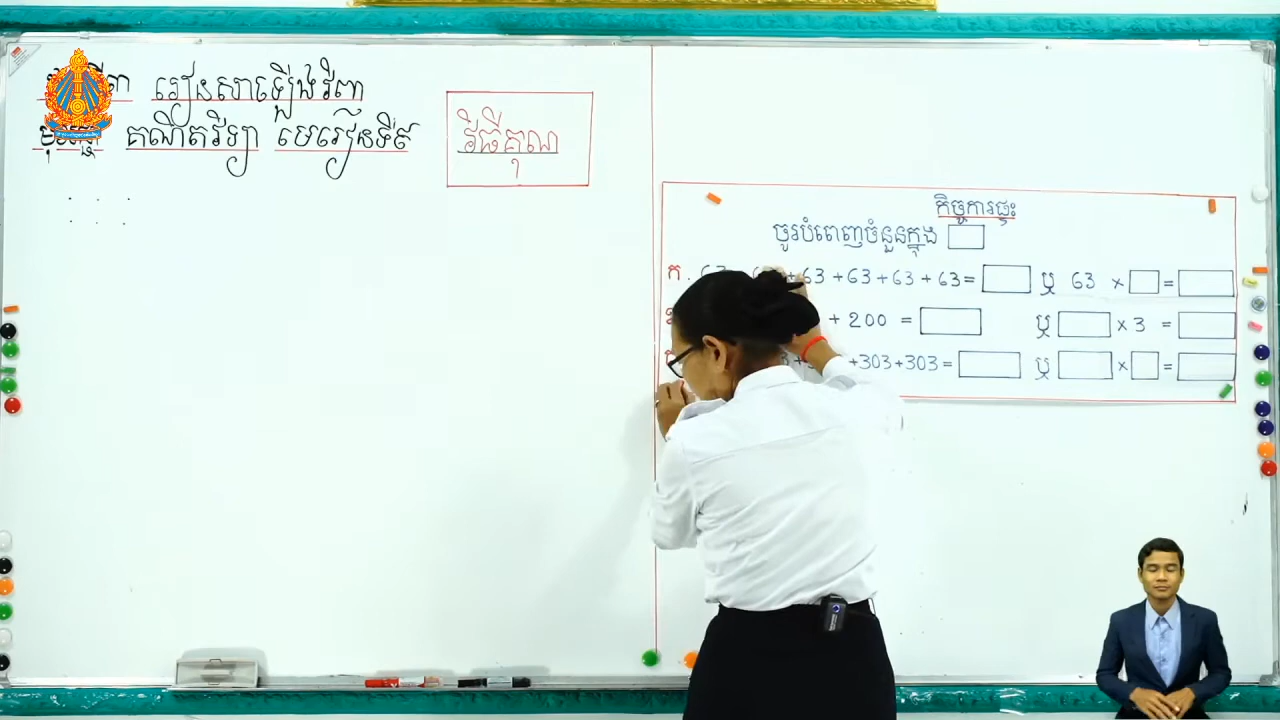 រៀនសាឡើងវិញ
គណិតវិទ្យា មេរៀនទី៩
វិធីគុណ
កិច្ចការផ្ទះ
ចូរបំពេញចំនួនក្នុង
ក. 63 +63 +63 +63 +63= ឬ 63 × =
+ 200 = ឬ ×3 =
+303+303= ឬ × =